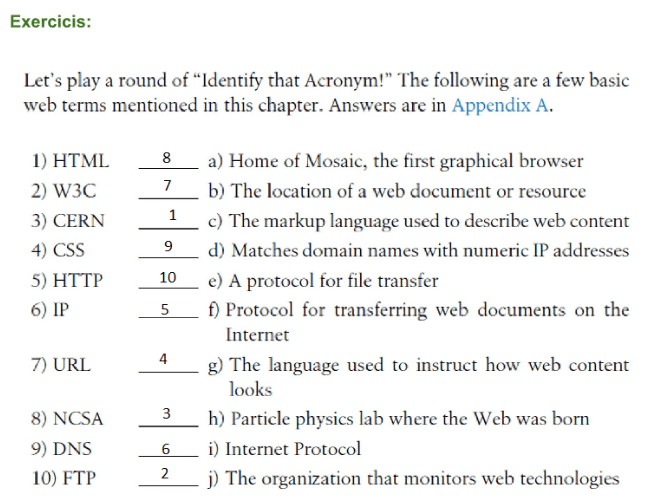 Exercicis:
Let's play a round of “Identify that Acronym!” The following are a few basic
web terms mentioned in this chapter. Answers are in Appendix A.
1) HTML 8 a) Home of Mosaic, the first graphical browser
2) W3C 7 b) The location of a web document or resource
3) CERN 1 c) The markup language used to describe web content
4) CSS 9 d) Matches domain names with numeric IP addresses
5) HTTP 10 e) A protocol for file transfer
6) IP 5 f) Protocol for transferring web documents on the
Internet
7) URL 4 g) The language used to instruct how web content
looks
8) NCSA 3 h) Particle physics lab where the Web was born
9) DNS 6 i) Internet Protocol
10) FTP 2 j) The organization that monitors web technologies